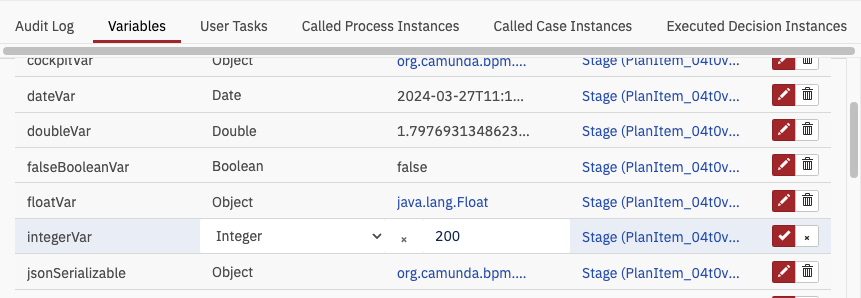 Audit Log Variables User Tasks Called Process Instances Called Case Instances Executed Decision Instances
cockpitVar Object org.camunda.bpm.... Stage (PlanItem_04t0v...
dateVar Date 2024-03-27T11:1... Stage (PlanItem_04t0v...
doubleVar Double 1.7976931348623... Stage (PlanItem_04t0v...
falseBooleanVar Boolean false Stage (PlanItem_04t0v...
floatVar Object java.lang.Float Stage (PlanItem_04t0v...
integerVar Integer × 200 Stage (PlanItem_04t0v... ×
jsonSerializable Object org.camunda.bpm.... Stage (PlanItem_04t0v...